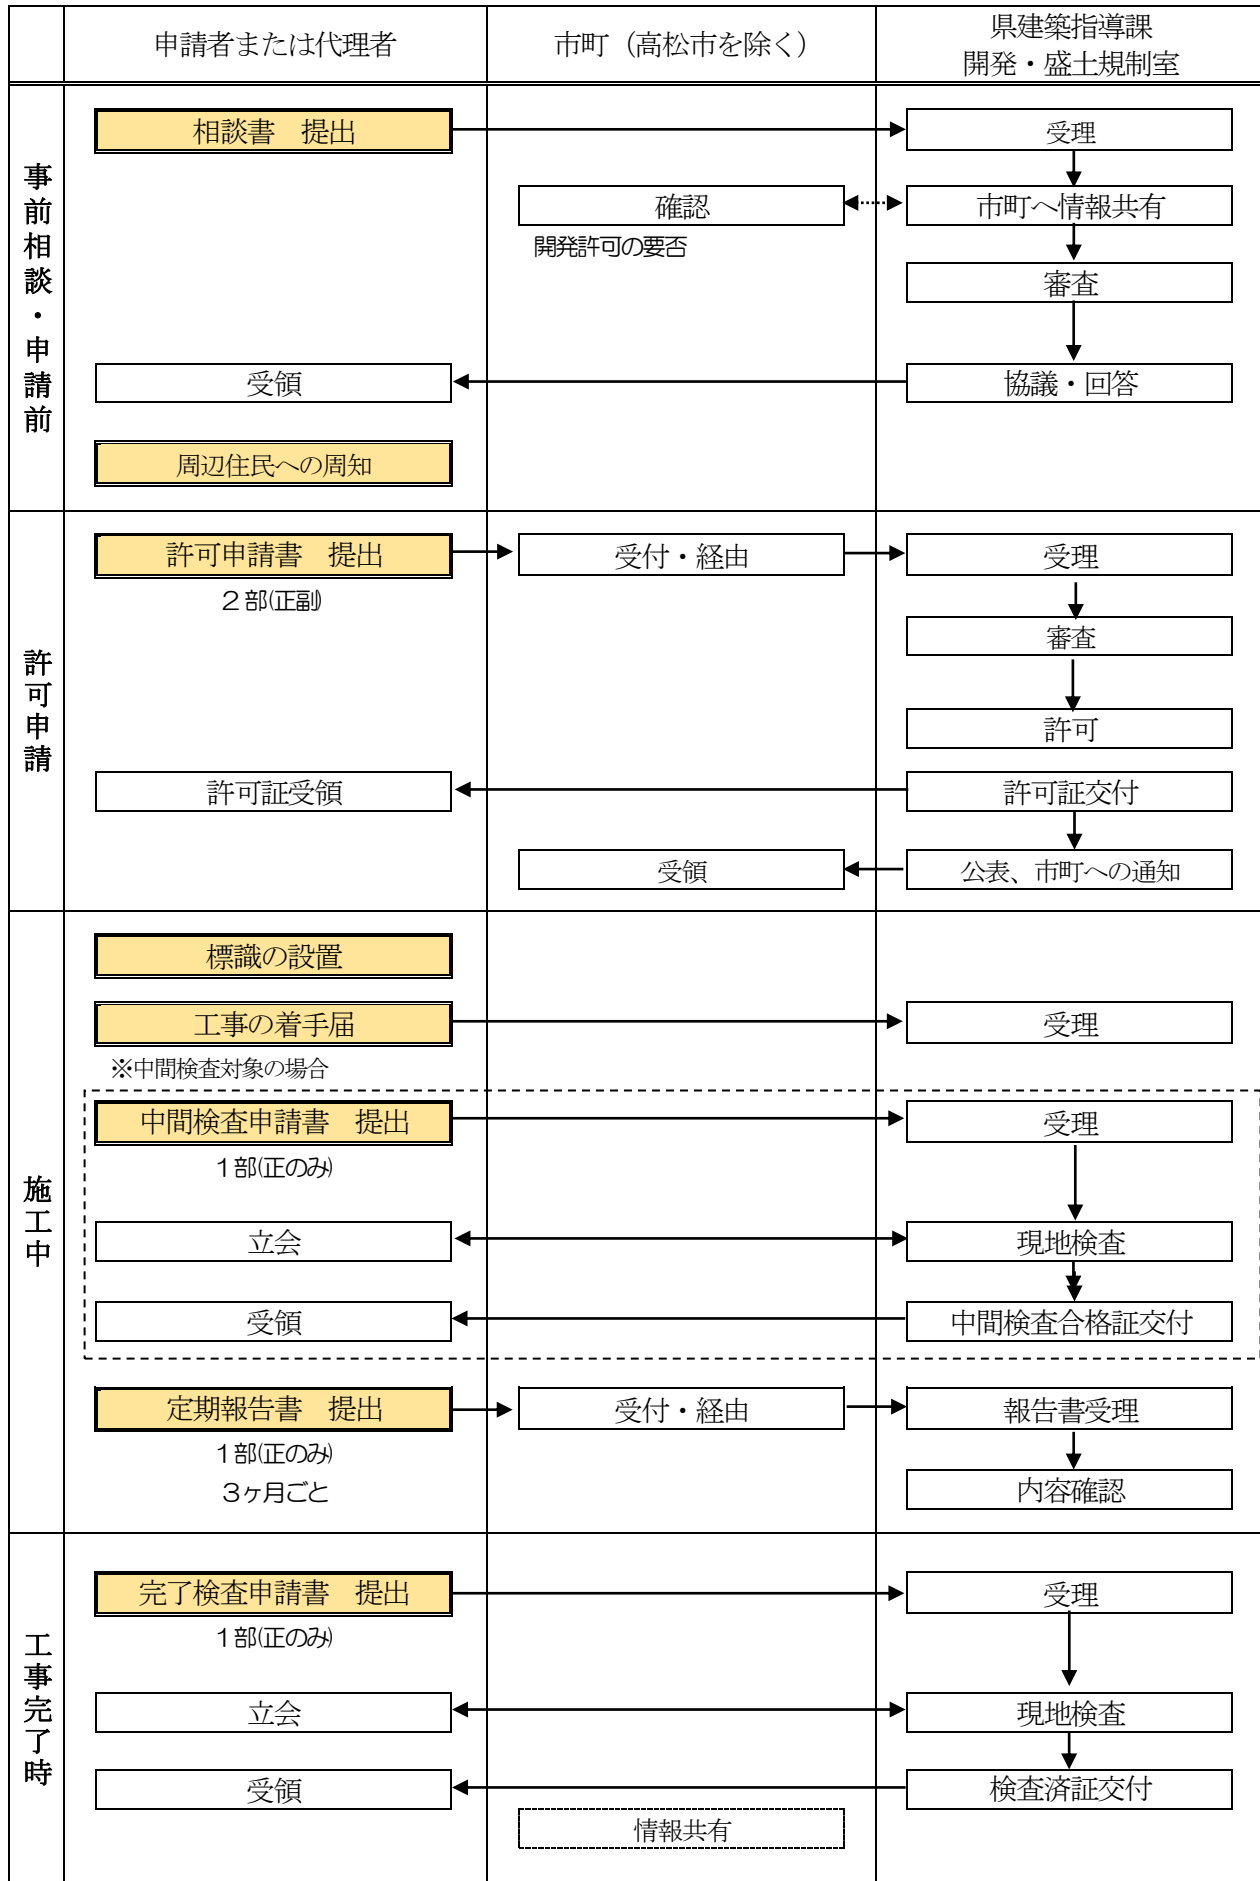 申請者または代理者
市町（高松市を除く）
県建築指導課
開発・盛土規制室
事前相談・申請前
相談書　提出
受理
確認
市町へ情報共有
開発許可の要否
審査
受領
協議・回答
周辺住民への周知
許可申請
許可申請書　提出
受付・経由
受理
２部(正副)
審査
許可
許可証受領
許可証交付
受領
公表、市町への通知
施工中
標識の設置
工事の着手届
受理
※中間検査対象の場合
中間検査申請書　提出
受理
１部(正のみ)
立会
現地検査
受領
中間検査合格証交付
定期報告書　提出
受付・経由
報告書受理
１部(正のみ)
３ヶ月ごと
内容確認
工事完了時
完了検査申請書　提出
受理
１部(正のみ)
立会
現地検査
受領
検査済証交付
情報共有